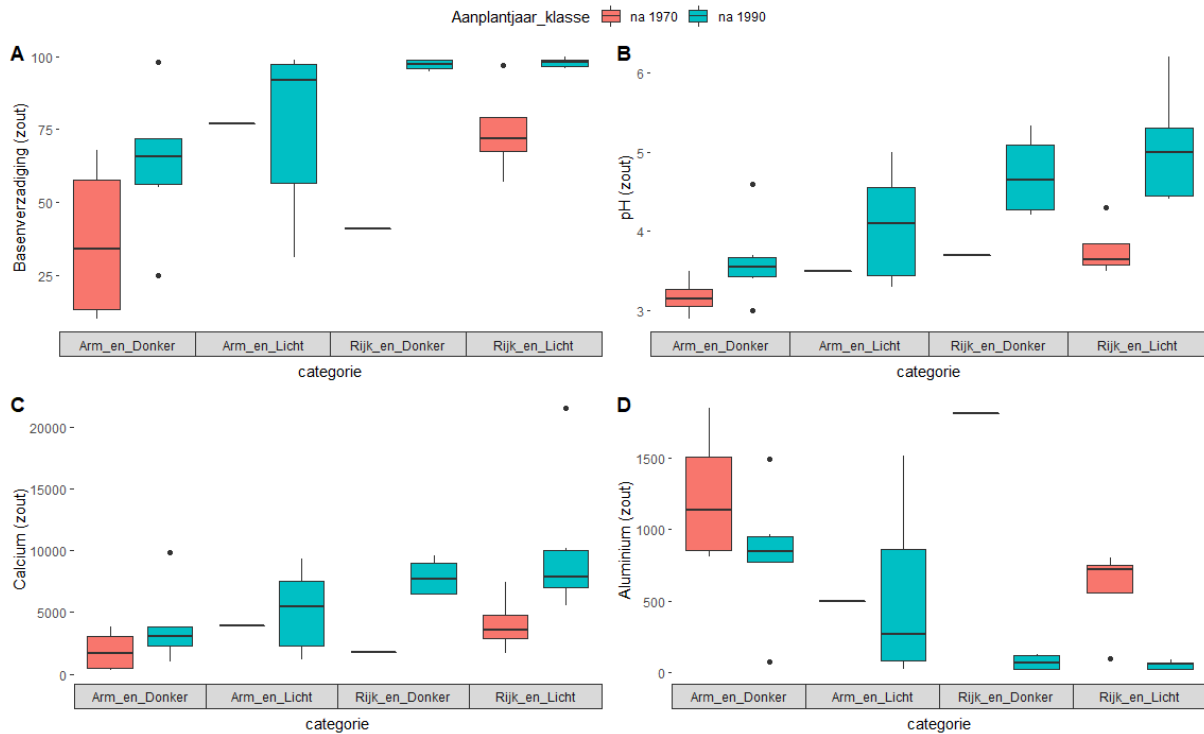 Aanplantjaar_klasse na 1970 na 1990
A
Basenverzadiging (zout)
100
75
50
25
Arm_en_Donker Arm_en_Licht Rijk_en_Donker Rijk_en_Licht
categorie
B
pH (zout)
6
5
4
3
Arm_en_Donker Arm_en_Licht Rijk_en_Donker Rijk_en_Licht
categorie
C
Calcium (zout)
20000
15000
10000
5000
0
Arm_en_Donker Arm_en_Licht Rijk_en_Donker Rijk_en_Licht
categorie
D
Aluminium (zout)
1500
1000
500
0
Arm_en_Donker Arm_en_Licht Rijk_en_Donker Rijk_en_Licht
categorie